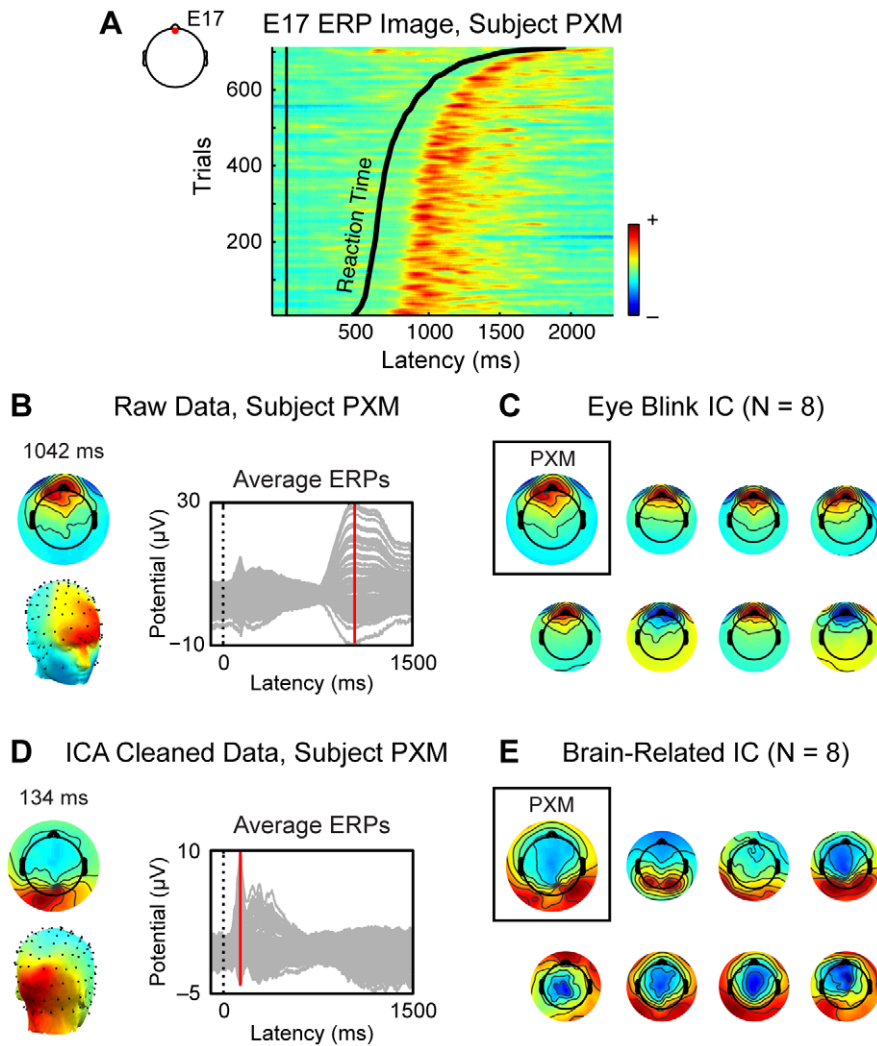 A
E17
E17 ERP Image, Subject PXM
Trials
600
400
200
Reaction Time
+
–
500 1000 1500 2000
Latency (ms)
B Raw Data, Subject PXM
1042 ms
Average ERPs
Potential (µV)
30
–10
0 1500
Latency (ms)
C Eye Blink IC (N = 8)
PXM
D ICA Cleaned Data, Subject PXM
134 ms
Average ERPs
Potential (µV)
10
–5
0 1500
Latency (ms)
E Brain-Related IC (N = 8)
PXM